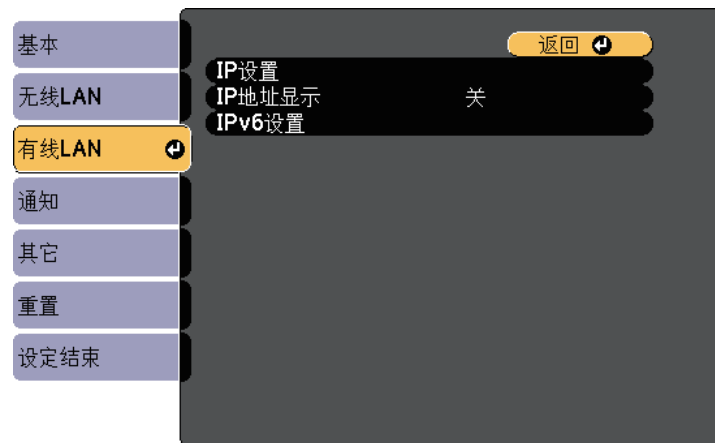 基本
无线LAN
有线LAN
通知
其它
重置
设定结束
返回
IP设置
IP地址显示 关
IPv6设置